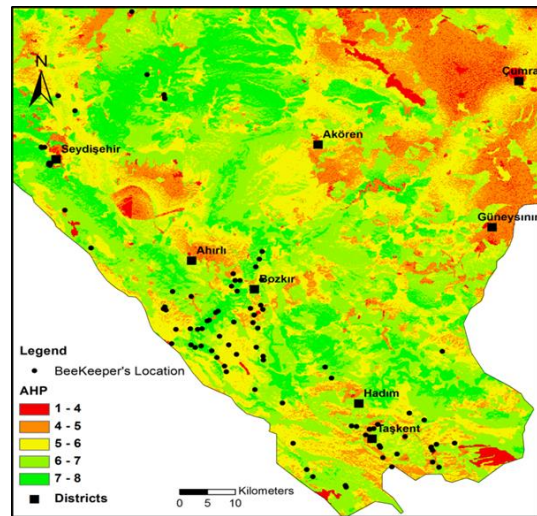 N
Çumra
Akören
Seydişehir
Güneysınır
Ahırlı
Bozkır
Hadım
Taşkent
Legend
BeeKeeper's Location
AHP
1 - 4
4 - 5
5 - 6
6 - 7
7 - 8
Districts
Kilometers
0 5 10